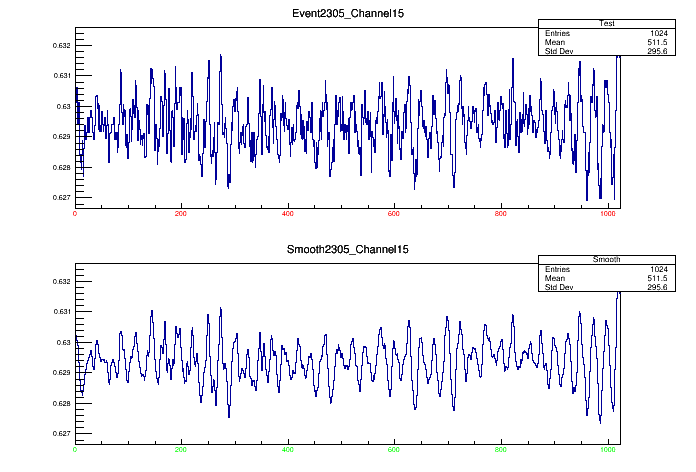 Event2305_Channel15
Test
Entries 1024
Mean 511.5
Std Dev 295.6
0.632
0.631
0.63
0.629
0.628
0.627
0 200 400 600 800 1000
Smooth2305_Channel15
Smooth
Entries 1024
Mean 511.5
Std Dev 295.6
0.632
0.631
0.63
0.629
0.628
0.627
0 200 400 600 800 1000